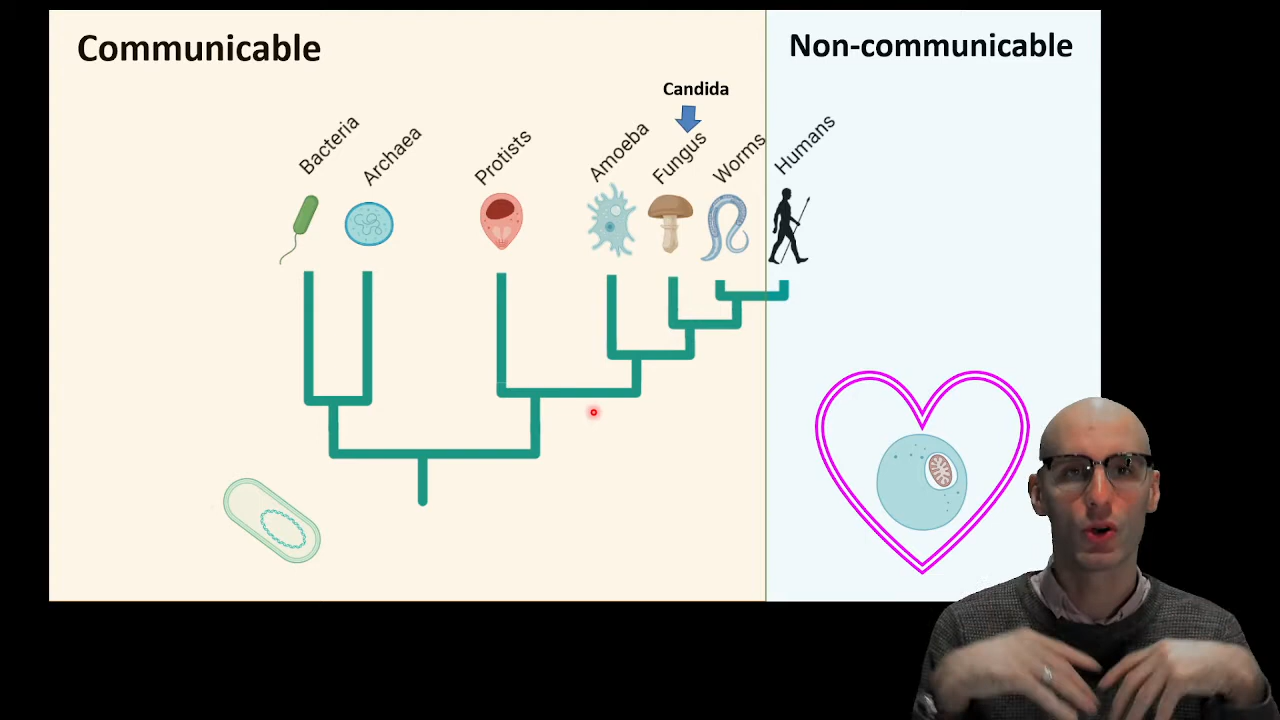 Communicable
Non-communicable
Candida
Bacteria
Archaea
Protists
Amoeba
Fungus
Worms
Humans